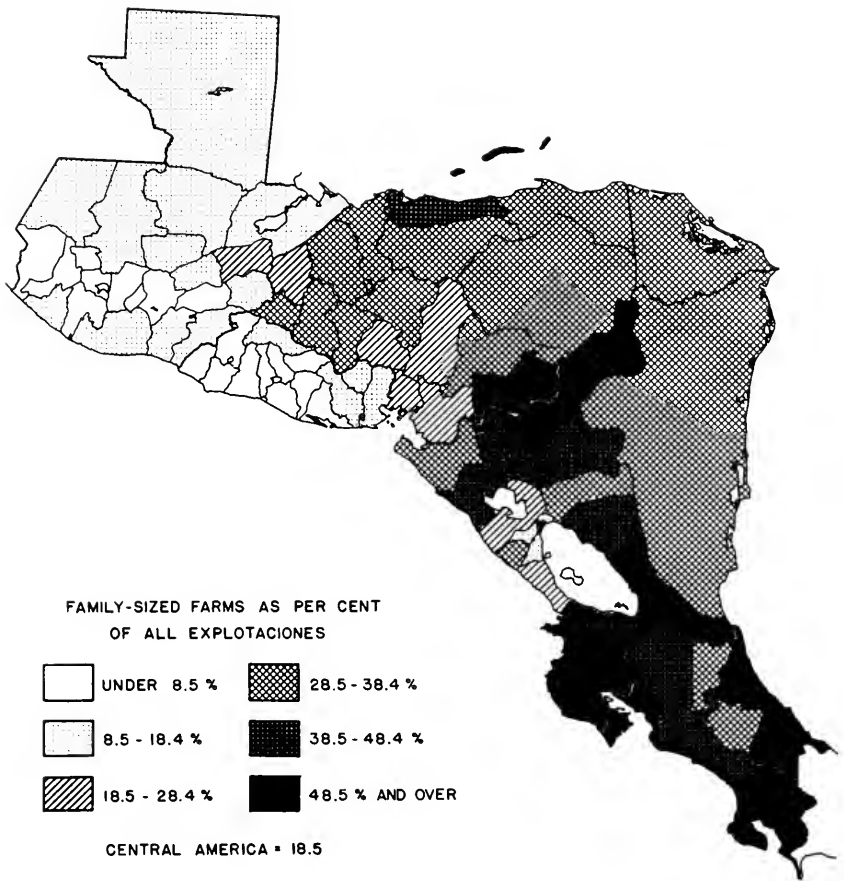 FAMILY-SIZED FARMS AS PER CENT
OF ALL EXPLOTACIONES
UNDER 8.5 %
28.5-38.4 %
8.5 - 18.4 %
38.5-48.4 %
18.5 - 28.4 %
48.5 % AND OVER
CENTRAL AMERICA = 18.5